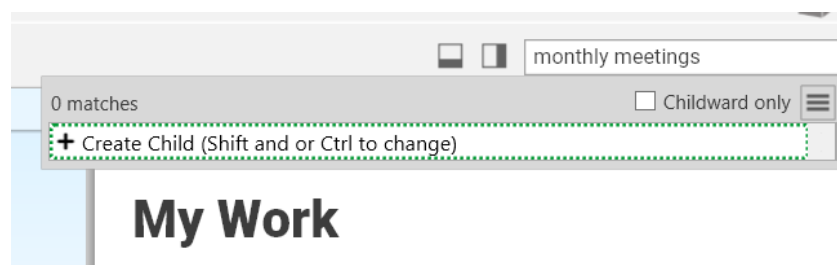 monthly meetings
0 matches
Childward only
Create Child (Shift and or Ctrl to change)
My Work